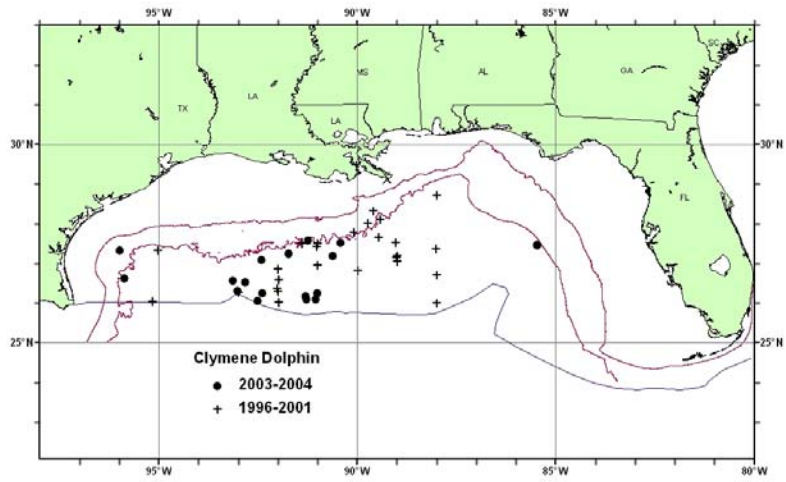 95°W 90°W 85°W
SC
MS AL GA
LA
TX LA
30°N 30°N
FL
25°N 25°N
Clymene Dolphin
● 2003-2004
+ 1996-2001
95°W 90°W 85°W 80°W